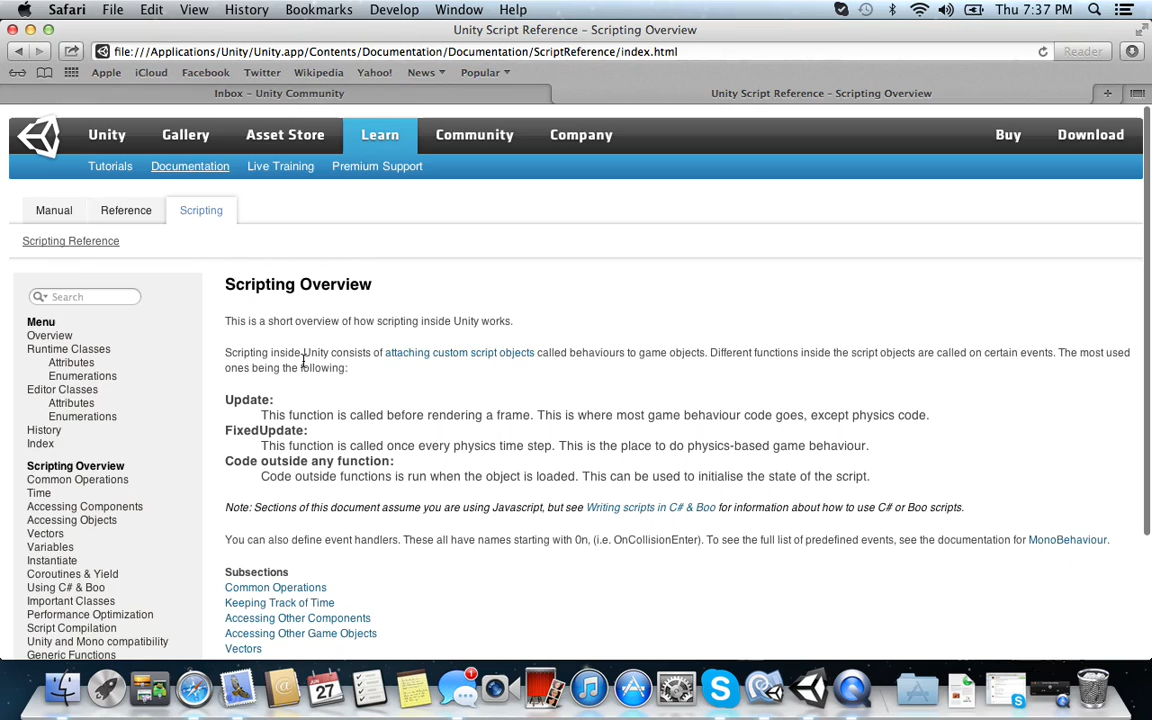 Safari File Edit View History Bookmarks Develop Window Help Thu 7:37 PM
Unity Script Reference – Scripting Overview
file:///Applications/Unity/Unity.app/Contents/Documentation/Documentation/ScriptReference/index.html Reader
Apple iCloud Facebook Twitter Wikipedia Yahoo! News Popular
Inbox – Unity Community Unity Script Reference – Scripting Overview
Unity Gallery Asset Store Learn Community Company Buy Download
Tutorials Documentation Live Training Premium Support
Manual Reference Scripting
Scripting Reference
Search
Menu
Overview
Runtime Classes
Attributes
Enumerations
Editor Classes
Attributes
Enumerations
History
Index
Scripting Overview
Common Operations
Time
Accessing Components
Accessing Objects
Vectors
Variables
Instantiate
Coroutines & Yield
Using C# & Boo
Important Classes
Performance Optimization
Script Compilation
Unity and Mono compatibility
Generic Functions
Scripting Overview
This is a short overview of how scripting inside Unity works.
Scripting inside Unity consists of attaching custom script objects called behaviours to game objects. Different functions inside the script objects are called on certain events. The most used
ones being the following:
Update:
This function is called before rendering a frame. This is where most game behaviour code goes, except physics code.
FixedUpdate:
This function is called once every physics time step. This is the place to do physics-based game behaviour.
Code outside any function:
Code outside functions is run when the object is loaded. This can be used to initialise the state of the script.
Note: Sections of this document assume you are using Javascript, but see Writing scripts in C# & Boo for information about how to use C# or Boo scripts.
You can also define event handlers. These all have names starting with On, (i.e. OnCollisionEnter). To see the full list of predefined events, see the documentation for MonoBehaviour.
Subsections
Common Operations
Keeping Track of Time
Accessing Other Components
Accessing Other Game Objects
Vectors
JUN
27
1